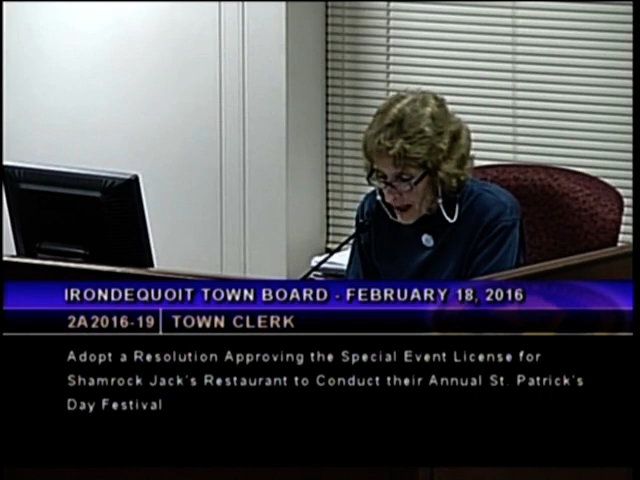 IRONDEQUOIT TOWN BOARD - FEBRUARY 18, 2016
2A2016-19 TOWN CLERK
Adopt a Resolution Approving the Special Event License for
Shamrock Jack's Restaurant to Conduct their Annual St. Patrick's
Day Festival